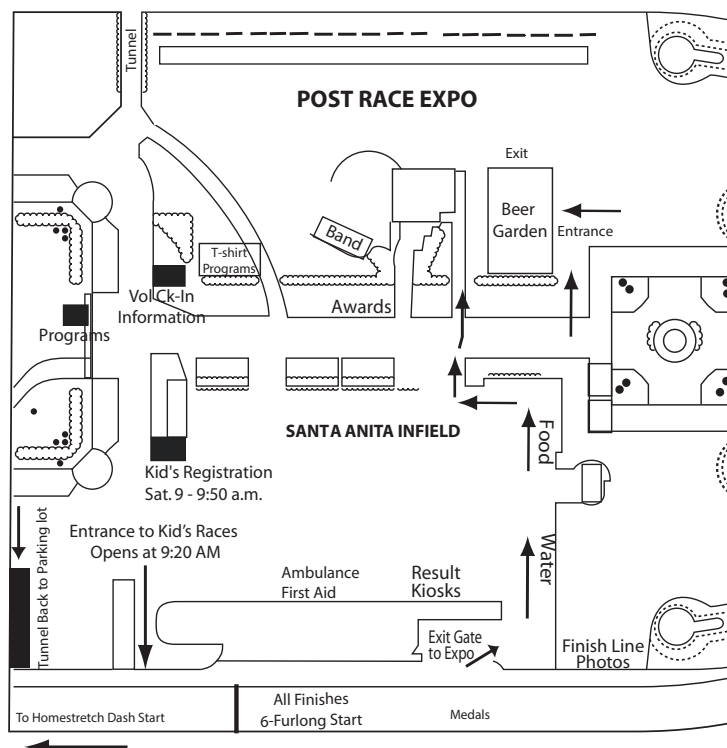 Tunnel
POST RACE EXPO
Exit
Beer
Garden
Entrance
Band
T-shirt
Programs
Vol Ck-In
Information
Awards
Programs
SANTA ANITA INFIELD
Food
Kid's Registration
Sat. 9 - 9:50 a.m.
Entrance to Kid's Races
Opens at 9:20 AM
Tunnel Back to Parking lot
Water
Ambulance
First Aid
Result
Kiosks
Exit Gate
to Expo
Finish Line
Photos
To Homestretch Dash Start
All Finishes
6-Furlong Start
Medals